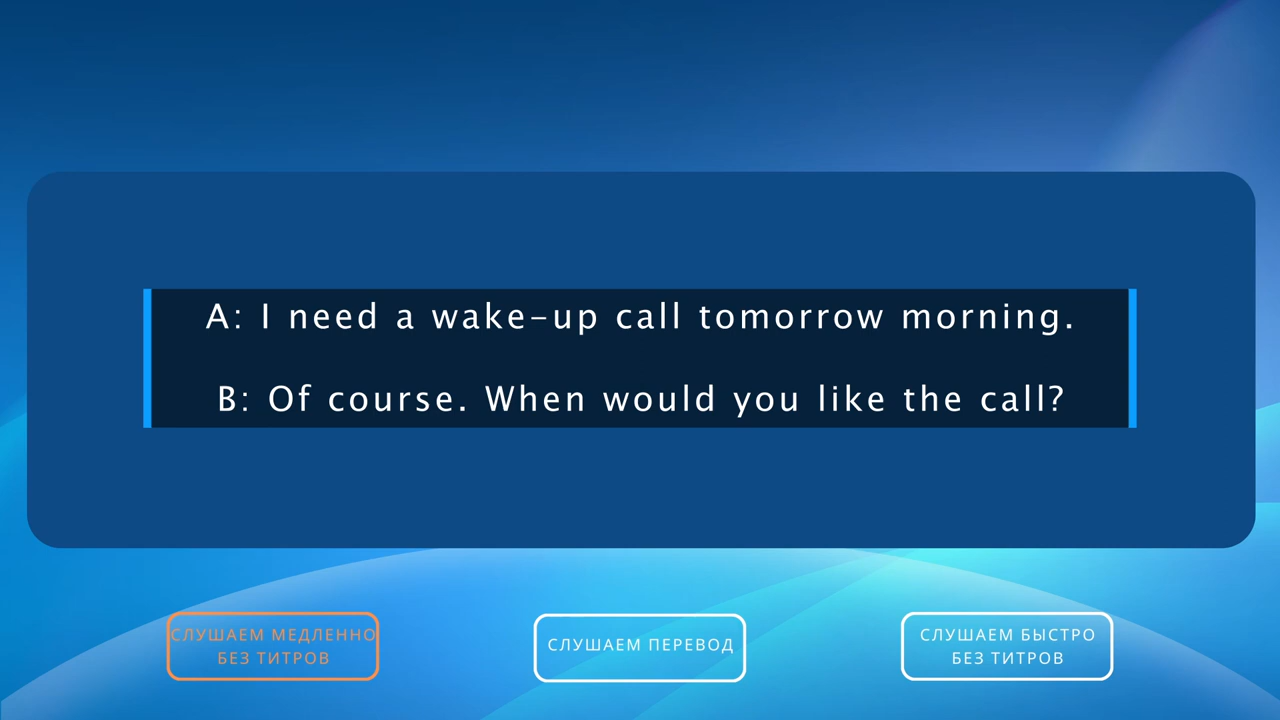 A: I need a wake-up call tomorrow morning.
B: Of course. When would you like the call?
СЛУШАЕМ МЕДЛЕННО
БЕЗ ТИТРОВ
СЛУШАЕМ ПЕРЕВОД
СЛУШАЕМ БЫСТРО
БЕЗ ТИТРОВ